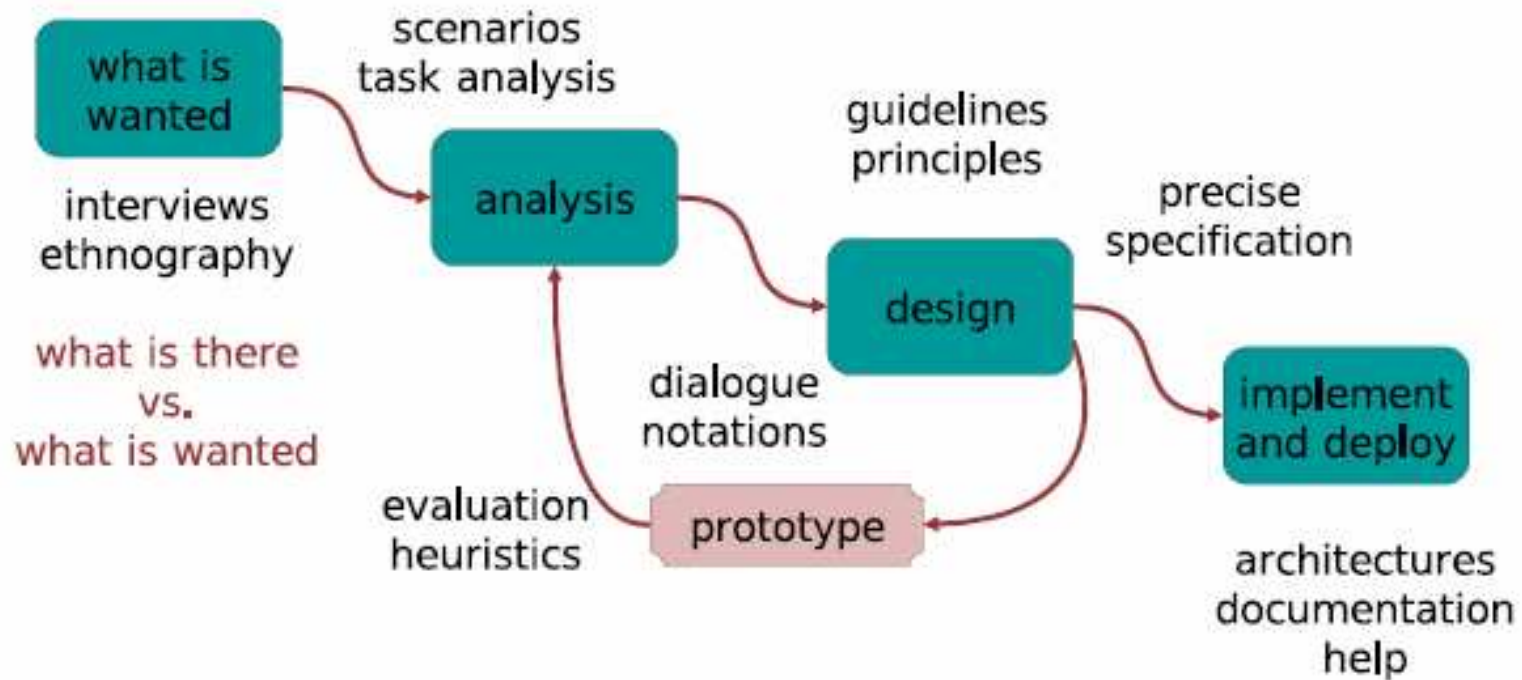 what is
wanted
scenarios
task analysis
interviews
ethnography
what is there
vs.
what is wanted
analysis
guidelines
principles
design
precise
specification
dialogue
notations
implement
and deploy
evaluation
heuristics
prototype
architectures
documentation
help